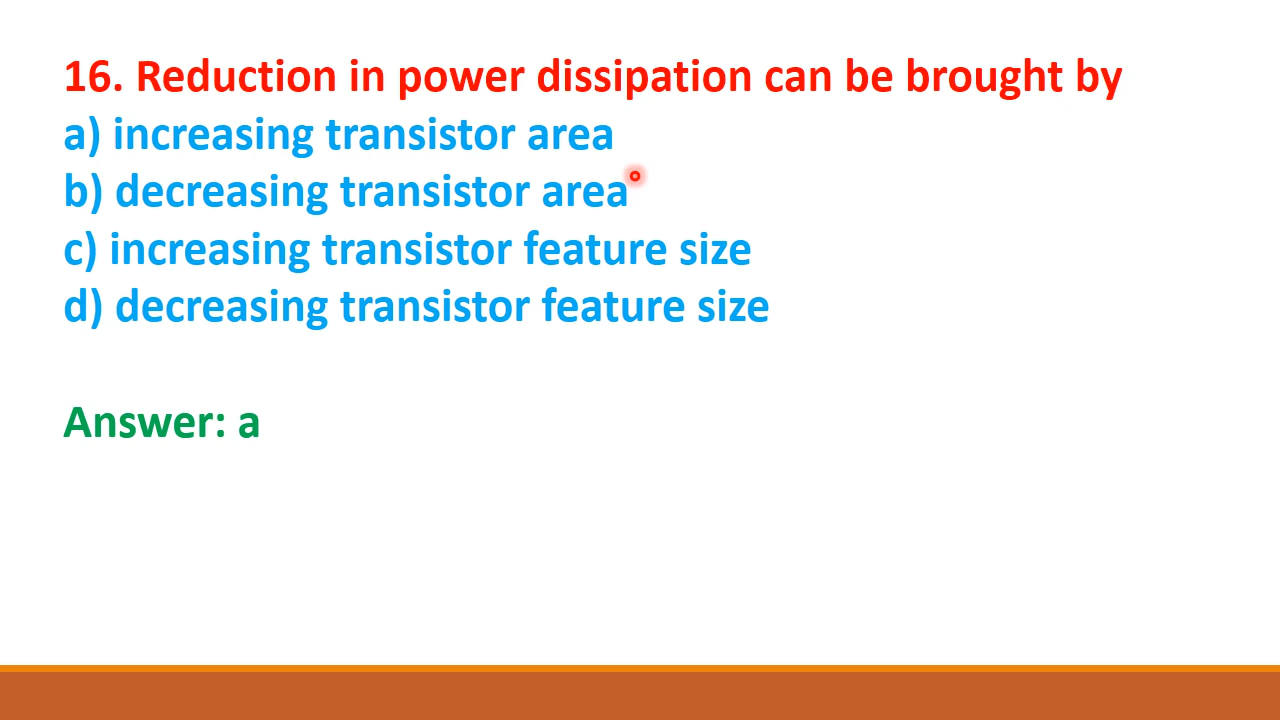 16. Reduction in power dissipation can be brought by
a) increasing transistor area
b) decreasing transistor area
c) increasing transistor feature size
d) decreasing transistor feature size
Answer: a